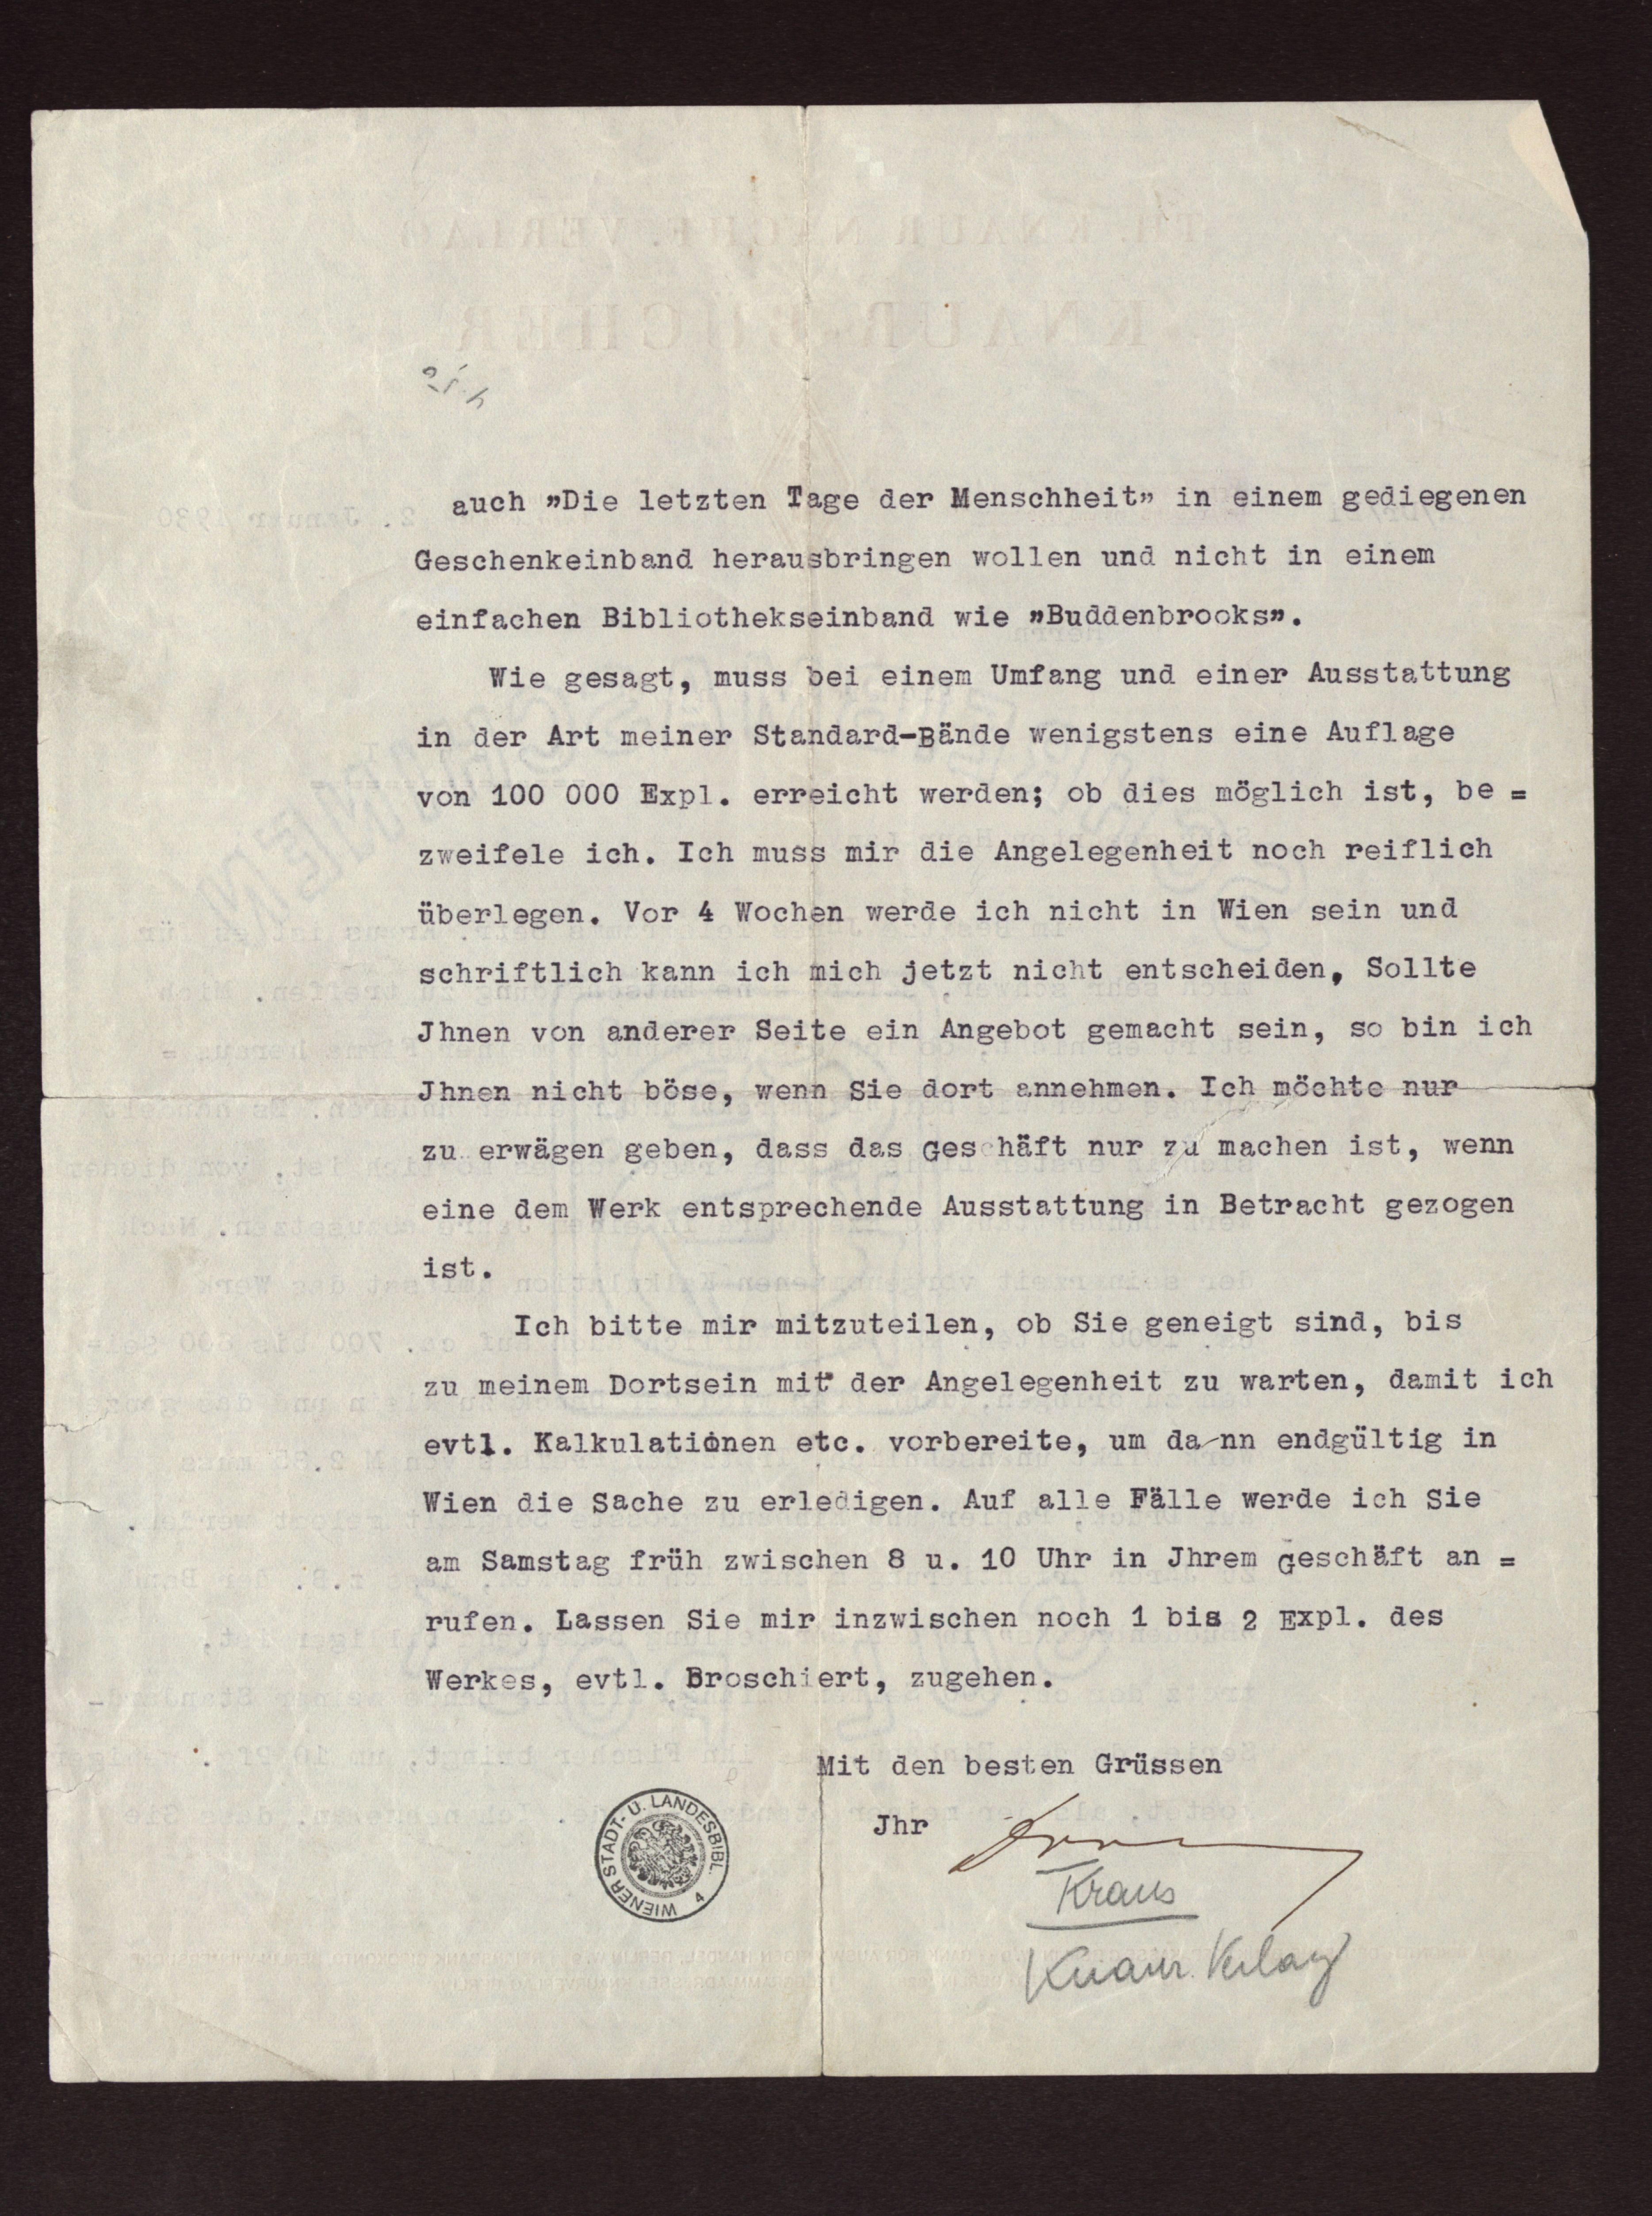 auch "Die letzten Tage der Menschheit" in einem gediegenen
Geschenkeinband herausbringen wollen und nicht in einem
einfachen Bibliothekseinband wie "Buddenbrooks".
Wie gesagt, muss bei einem Umfang und einer Ausstattung
in der Art meiner Standard-Bände wenigstens eine Auflage
von 100 000 Expl. erreicht werden; ob dies möglich ist, be =
zweifele ich. Ich muss mir die Angelegenheit noch reiflich
überlegen. Vor 4 Wochen werde ich nicht in Wien sein und
schriftlich kann ich mich jetzt nicht entscheiden, Sollte
Jhnen von anderer Seite ein Angebot gemacht sein, so bin ich
Jhnen nicht böse, wenn Sie dort annehmen. Ich möchte nur
zu erwägen geben, dass das Geschäft nur zu machen ist, wenn
eine dem Werk entsprechende Ausstattung in Betracht gezogen
ist.
Ich bitte mir mitzuteilen, ob Sie geneigt sind, bis
zu meinem Dortsein mit der Angelegenheit zu warten, damit ich
evtl. Kalkulationen etc. vorbereite, um dann endgültig in
Wien die Sache zu erledigen. Auf alle Fälle werde ich Sie
am Samstag früh zwischen 8 u. 10 Uhr in Jhrem Geschäft an =
rufen. Lassen Sie mir inzwischen noch 1 bis 2 Expl. des
Werkes, evtl. Broschiert, zugehen.
Mit den besten Grüssen
Jhr
WIENER STADT- U. LANDESBIBL. 4
Kraus
Knaur Verlag